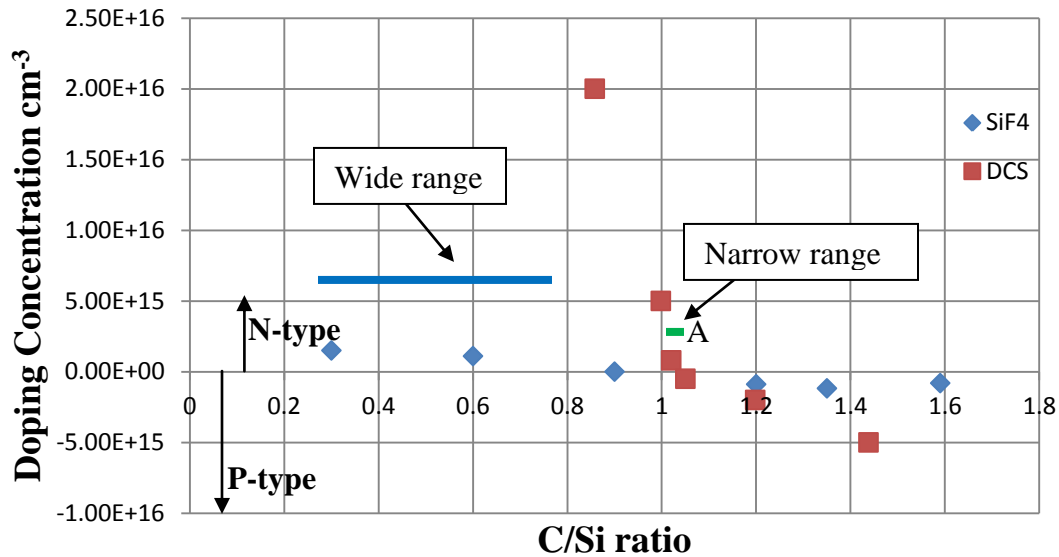 Doping Concentration cm-3
2.50E+16
2.00E+16
1.50E+16
1.00E+16
5.00E+15
0.00E+00
-5.00E+15
-1.00E+16
SiF4
DCS
Wide range
Narrow range
A
N-type
P-type
0 0.2 0.4 0.6 0.8 1 1.2 1.4 1.6 1.8
C/Si ratio